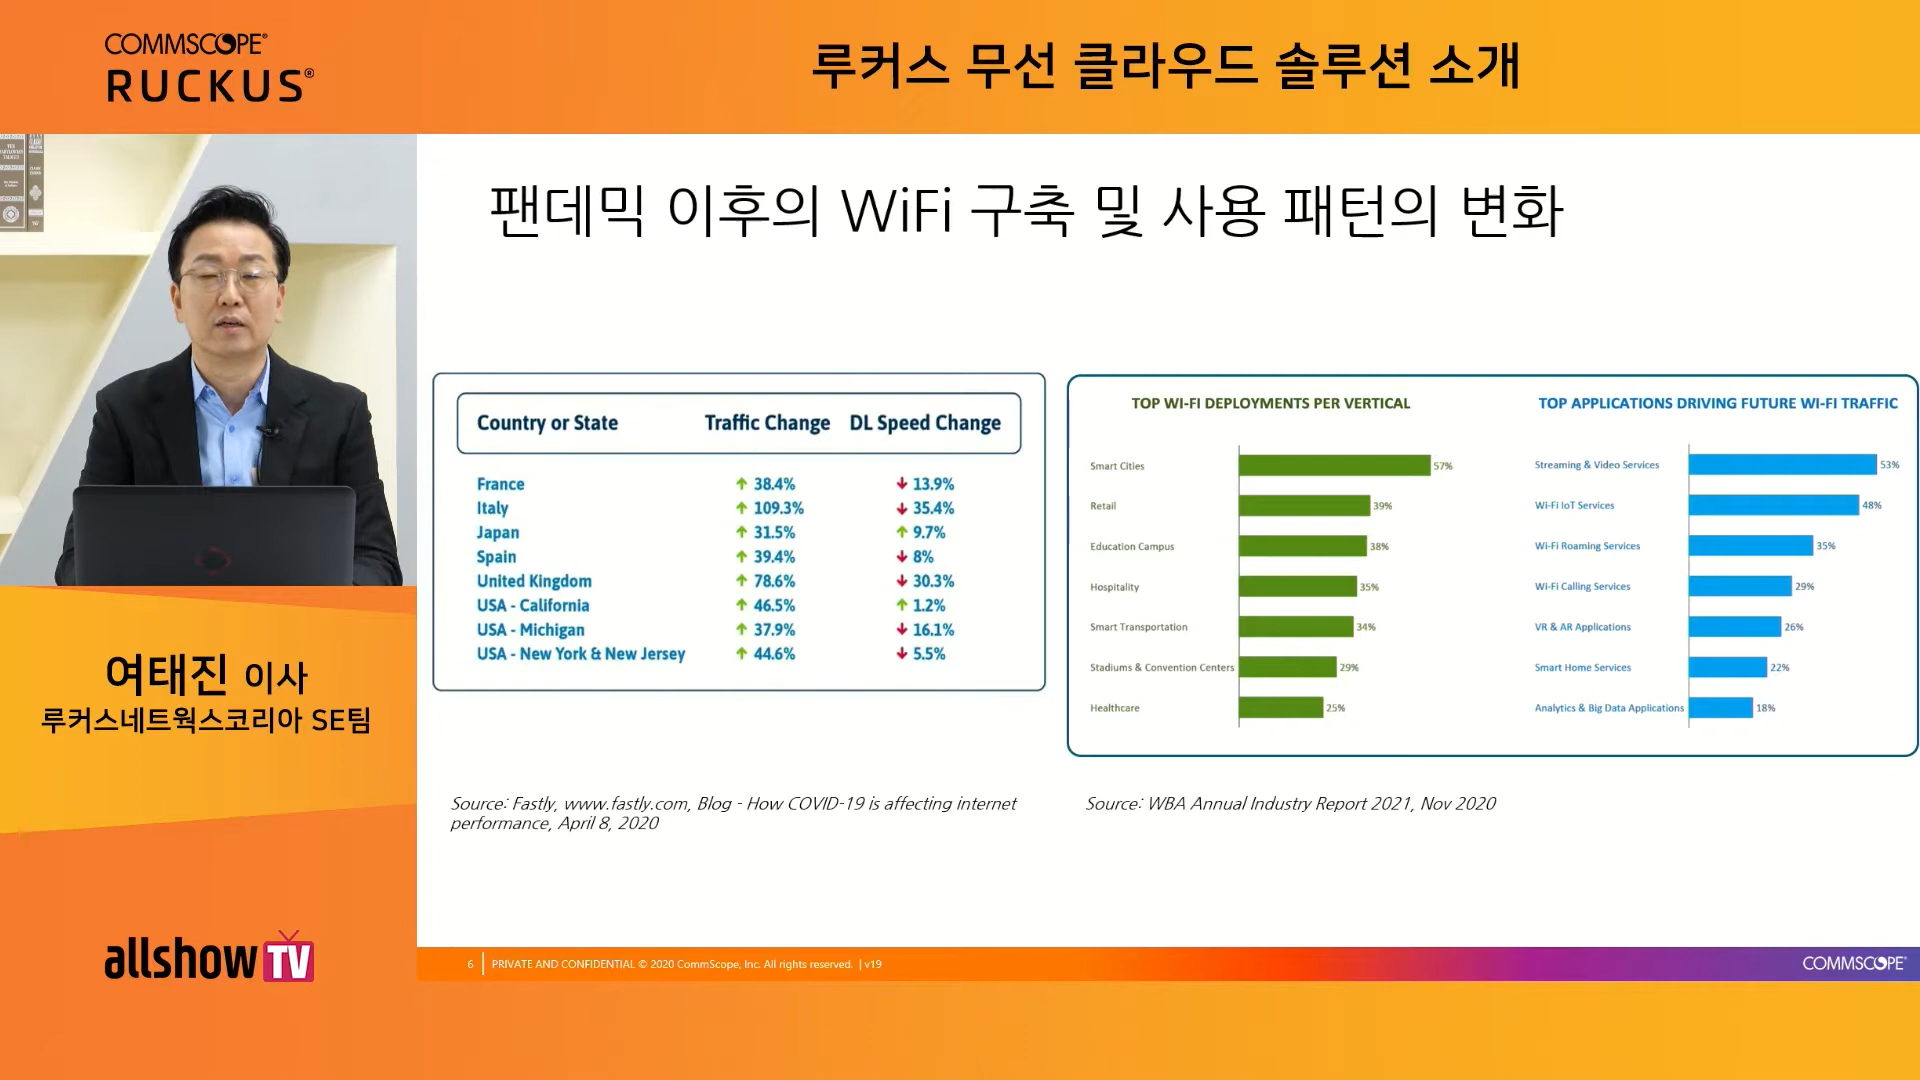 COMMSCOPE®
RUCKUS®
루커스 무선 클라우드 솔루션 소개
팬데믹 이후의 WiFi 구축 및 사용 패턴의 변화
Country or State Traffic Change DL Speed Change
France ↑ 38.4% ↓ 13.9%
Italy ↑ 109.3% ↓ 35.4%
Japan ↑ 31.5% ↑ 9.7%
Spain ↑ 39.4% ↓ 8%
United Kingdom ↑ 78.6% ↓ 30.3%
USA - California ↑ 46.5% ↑ 1.2%
USA - Michigan ↑ 37.9% ↓ 16.1%
USA - New York & New Jersey ↑ 44.6% ↓ 5.5%
Source: Fastly, www.fastly.com, Blog - How COVID-19 is affecting internet
performance, April 8, 2020
TOP WI-FI DEPLOYMENTS PER VERTICAL
Smart Cities 57%
Retail 39%
Education Campus 38%
Hospitality 35%
Smart Transportation 34%
Stadiums & Convention Centers 29%
Healthcare 25%
TOP APPLICATIONS DRIVING FUTURE WI-FI TRAFFIC
Streaming & Video Services 53%
Wi-Fi IoT Services 48%
Wi-Fi Roaming Services 35%
Wi-Fi Calling Services 29%
VR & AR Applications 26%
Smart Home Services 22%
Analytics & Big Data Applications 18%
Source: WBA Annual Industry Report 2021, Nov 2020
여태진 이사
루커스네트웍스코리아 SE팀
allshow TV
6 PRIVATE AND CONFIDENTIAL © 2020 CommScope, Inc. All rights reserved. | v19
COMMSCOPE®